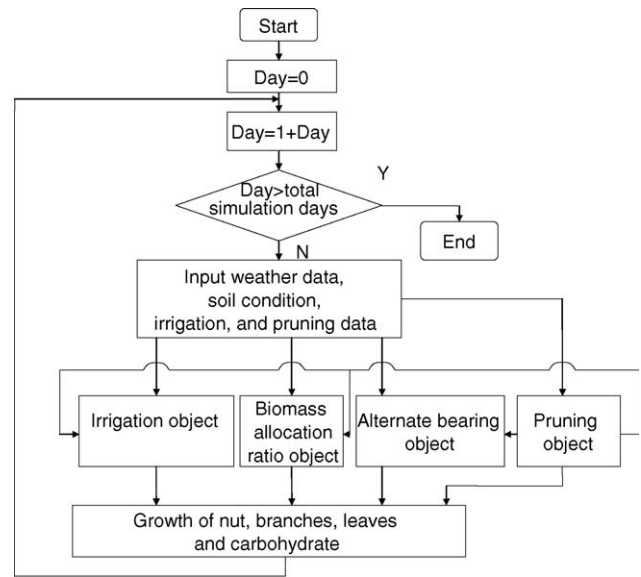 Start
Day=0
Day=1+Day
Y
Day>total
simulation days
End
N
Input weather data,
soil condition,
irrigation, and pruning data
Irrigation object
Biomass
allocation
ratio object
Alternate bearing
object
Pruning
object
Growth of nut, branches, leaves
and carbohydrate